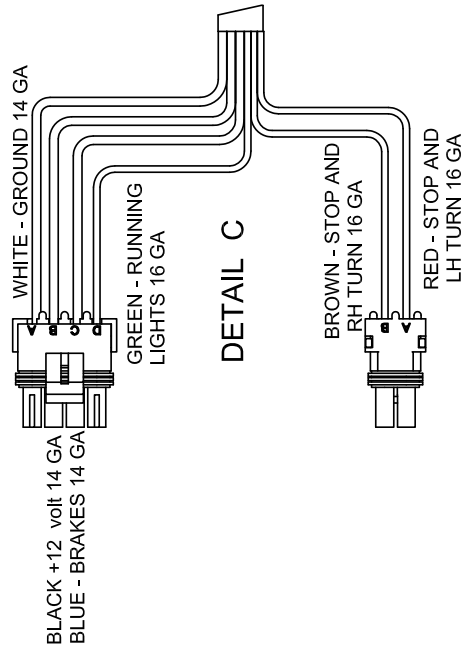 WHITE - GROUND 14 GA
A
B
C
D
GREEN - RUNNING
LIGHTS 16 GA
BLACK +12 volt 14 GA
BLUE - BRAKES 14 GA
DETAIL C
BROWN - STOP AND
RH TURN 16 GA
B
A
RED - STOP AND
LH TURN 16 GA